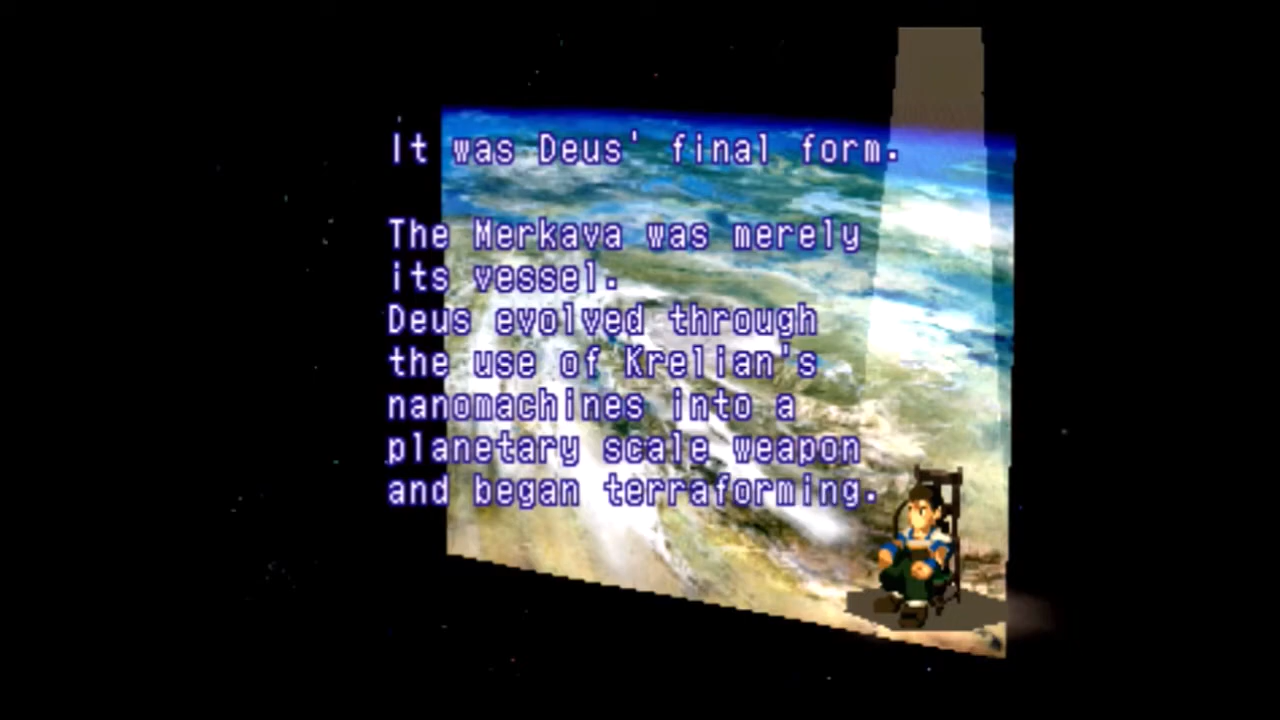 It was Deus' final form.
The Merkava was merely
its vessel.
Deus evolved through
the use of Krelian's
nanomachines into a
planetary scale weapon
and began terraforming.